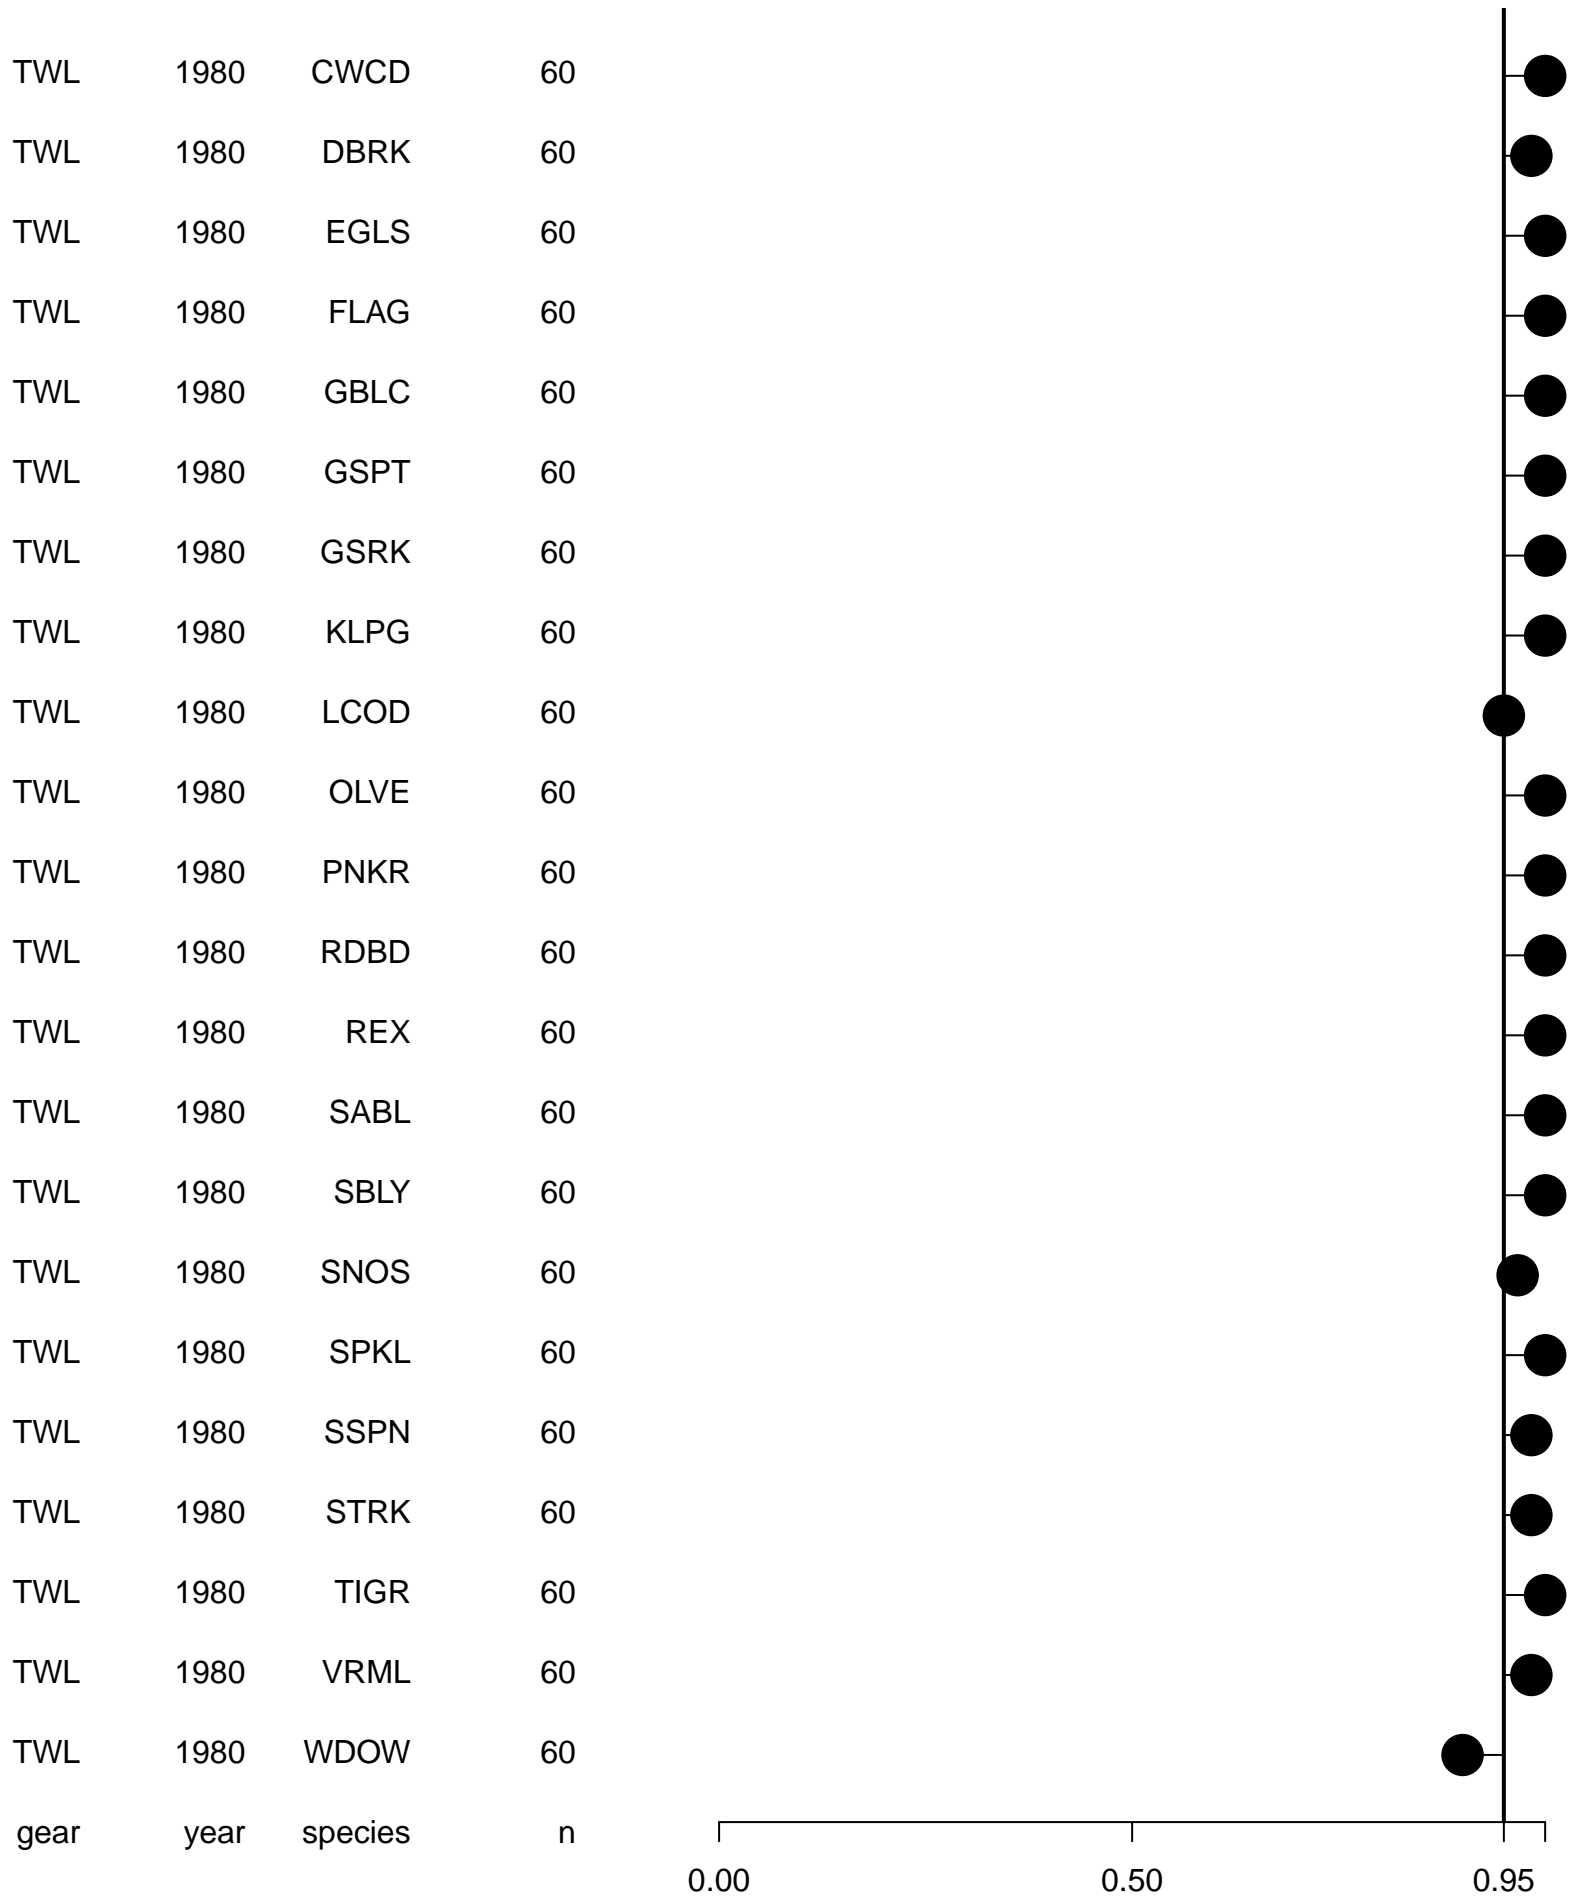 TWL 1980 CWCD 60
TWL 1980 DBRK 60
TWL 1980 EGLS 60
TWL 1980 FLAG 60
TWL 1980 GBLC 60
TWL 1980 GSPT 60
TWL 1980 GSRK 60
TWL 1980 KLPG 60
TWL 1980 LCOD 60
TWL 1980 OLVE 60
TWL 1980 PNKR 60
TWL 1980 RDBD 60
TWL 1980 REX 60
TWL 1980 SABL 60
TWL 1980 SBLY 60
TWL 1980 SNOS 60
TWL 1980 SPKL 60
TWL 1980 SSPN 60
TWL 1980 STRK 60
TWL 1980 TIGR 60
TWL 1980 VRML 60
TWL 1980 WDOW 60
gear year species n
0.00 0.50 0.95